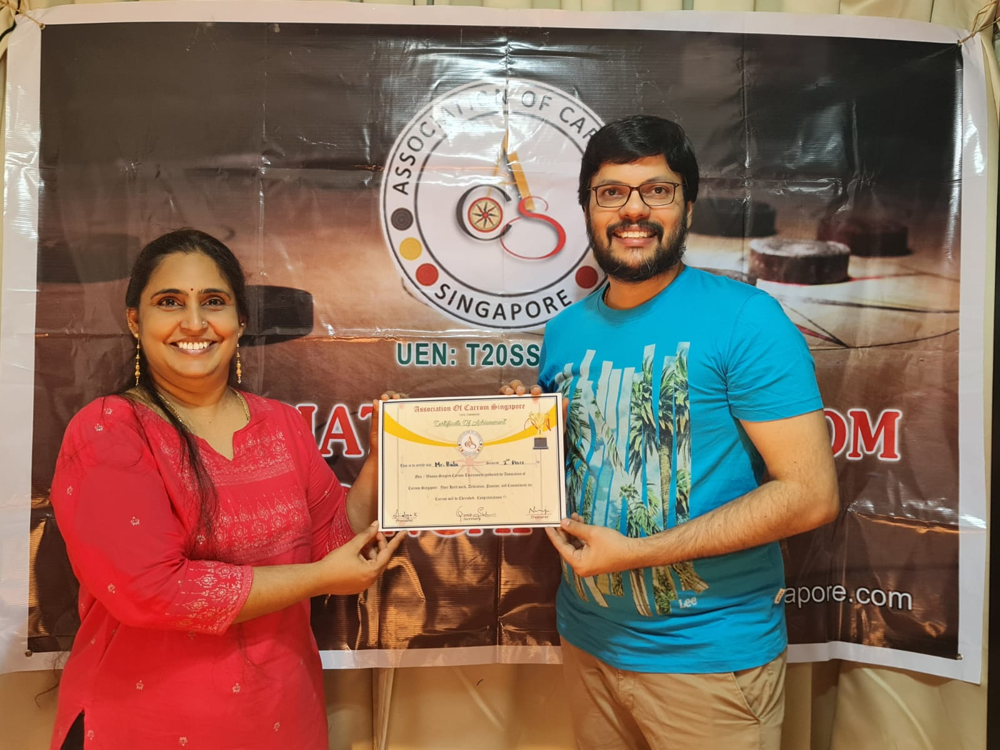 ASSOCIATION OF CAR
SINGAPORE
UEN: T20SS
NAT
OM
apore.com
Association Of Carrom Singapore
Certificate Of Achievement
This is to certify that Mr. Balu Secured 2nd Place in
Men / Women Singles Carrom Tournament conducted by Association of
Carrom Singapore. Your Hard work, Dedication, Passion, and Commitment for
Carrom will be Cherished. Congratulations !!
President Secretary Treasurer
Lee